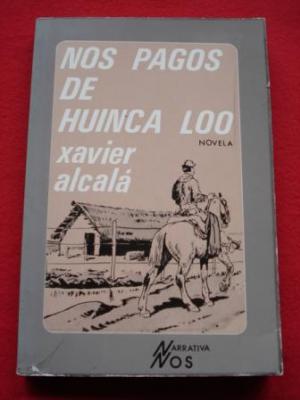 NOS PAGOS
DE
HUINCA LOO
NOVELA
xavier
alcalá
NARRATIVA
NOS